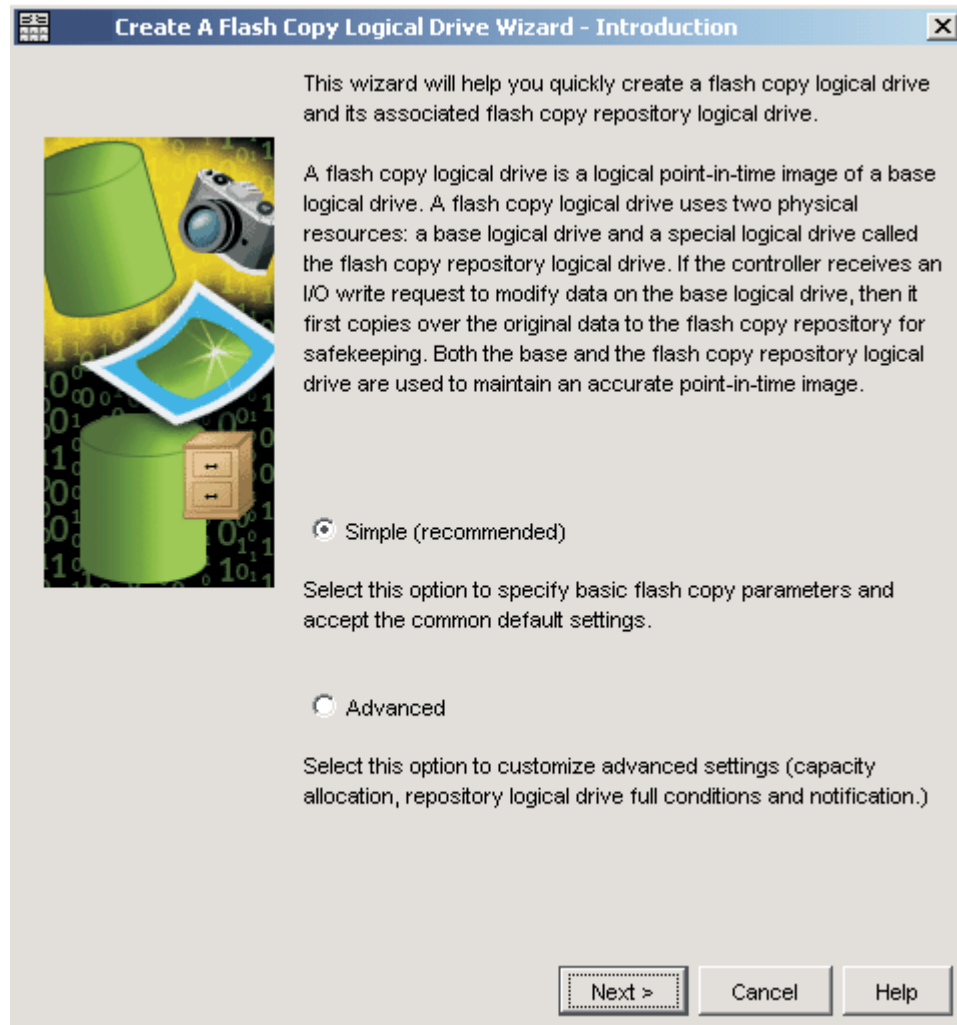 Create A Flash Copy Logical Drive Wizard - Introduction
This wizard will help you quickly create a flash copy logical drive
and its associated flash copy repository logical drive.
A flash copy logical drive is a logical point-in-time image of a base
logical drive. A flash copy logical drive uses two physical
resources: a base logical drive and a special logical drive called
the flash copy repository logical drive. If the controller receives an
I/O write request to modify data on the base logical drive, then it
first copies over the original data to the flash copy repository for
safekeeping. Both the base and the flash copy repository logical
drive are used to maintain an accurate point-in-time image.
Simple (recommended)
Select this option to specify basic flash copy parameters and
accept the common default settings.
Advanced
Select this option to customize advanced settings (capacity
allocation, repository logical drive full conditions and notification.)
Next >
Cancel
Help